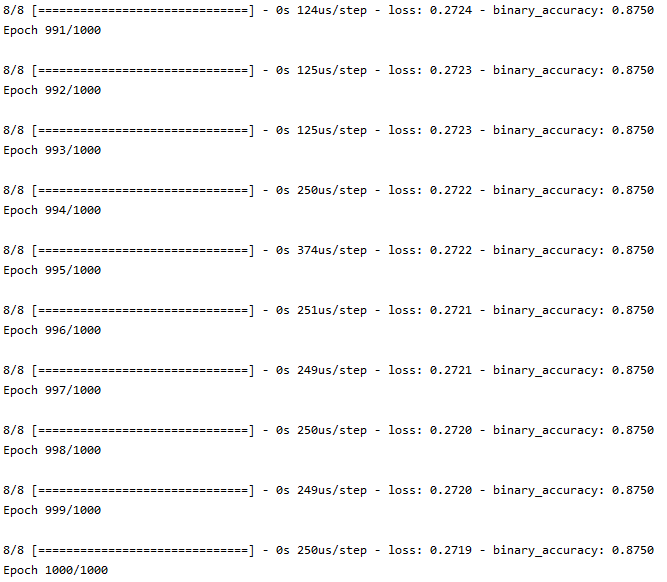 8/8 [==============================] - 0s 124us/step - loss: 0.2724 - binary_accuracy: 0.8750
Epoch 991/1000
8/8 [==============================] - 0s 125us/step - loss: 0.2723 - binary_accuracy: 0.8750
Epoch 992/1000
8/8 [==============================] - 0s 125us/step - loss: 0.2723 - binary_accuracy: 0.8750
Epoch 993/1000
8/8 [==============================] - 0s 250us/step - loss: 0.2722 - binary_accuracy: 0.8750
Epoch 994/1000
8/8 [==============================] - 0s 374us/step - loss: 0.2722 - binary_accuracy: 0.8750
Epoch 995/1000
8/8 [==============================] - 0s 251us/step - loss: 0.2721 - binary_accuracy: 0.8750
Epoch 996/1000
8/8 [==============================] - 0s 249us/step - loss: 0.2721 - binary_accuracy: 0.8750
Epoch 997/1000
8/8 [==============================] - 0s 250us/step - loss: 0.2720 - binary_accuracy: 0.8750
Epoch 998/1000
8/8 [==============================] - 0s 249us/step - loss: 0.2720 - binary_accuracy: 0.8750
Epoch 999/1000
8/8 [==============================] - 0s 250us/step - loss: 0.2719 - binary_accuracy: 0.8750
Epoch 1000/1000